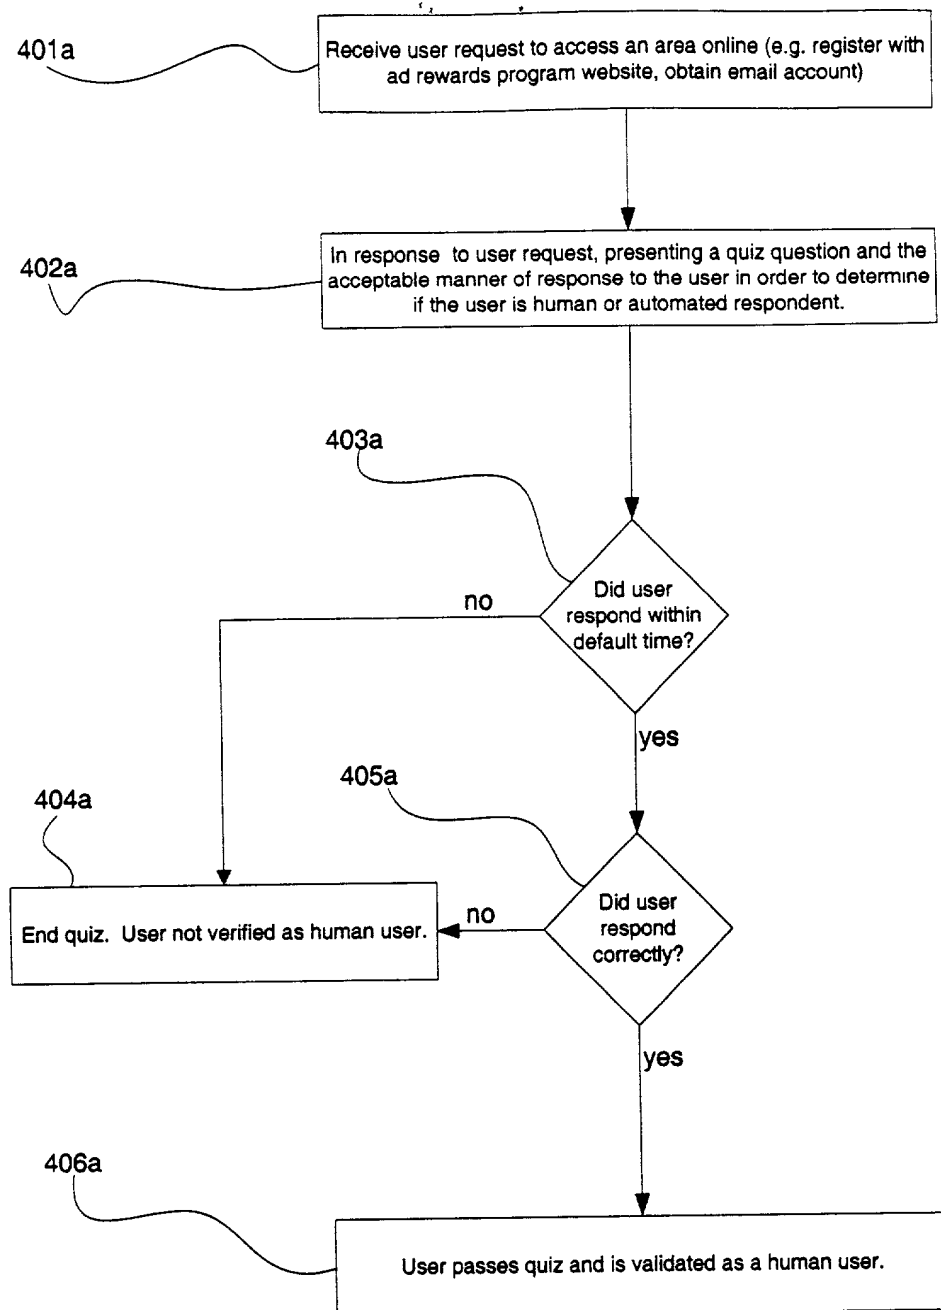 401a
Receive user request to access an area online (e.g. register with
ad rewards program website, obtain email account)
402a
In response to user request, presenting a quiz question and the
acceptable manner of response to the user in order to determine
if the user is human or automated respondent.
403a
Did user
respond within
default time?
no
yes
405a
404a
Did user
respond
correctly?
no
End quiz. User not verified as human user.
yes
406a
User passes quiz and is validated as a human user.